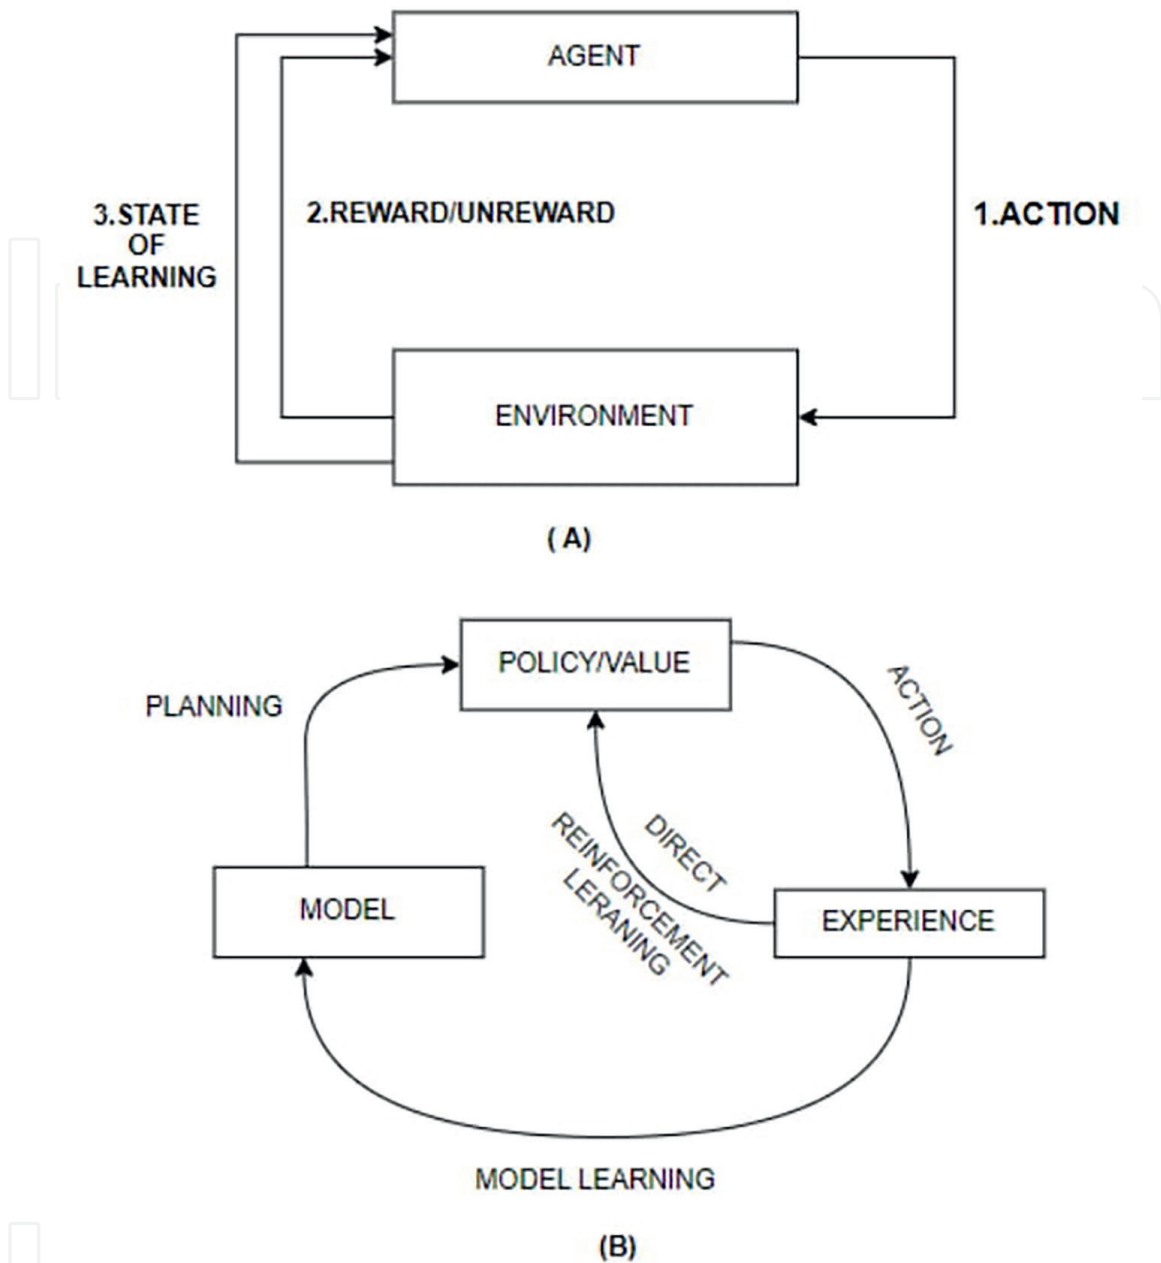 AGENT
3.STATE
OF
LEARNING
2.REWARD/UNREWARD
1.ACTION
ENVIRONMENT
( A)
POLICY/VALUE
PLANNING
ACTION
DIRECT
REINFORCEMENT
LERANING
MODEL
EXPERIENCE
MODEL LEARNING
(B)